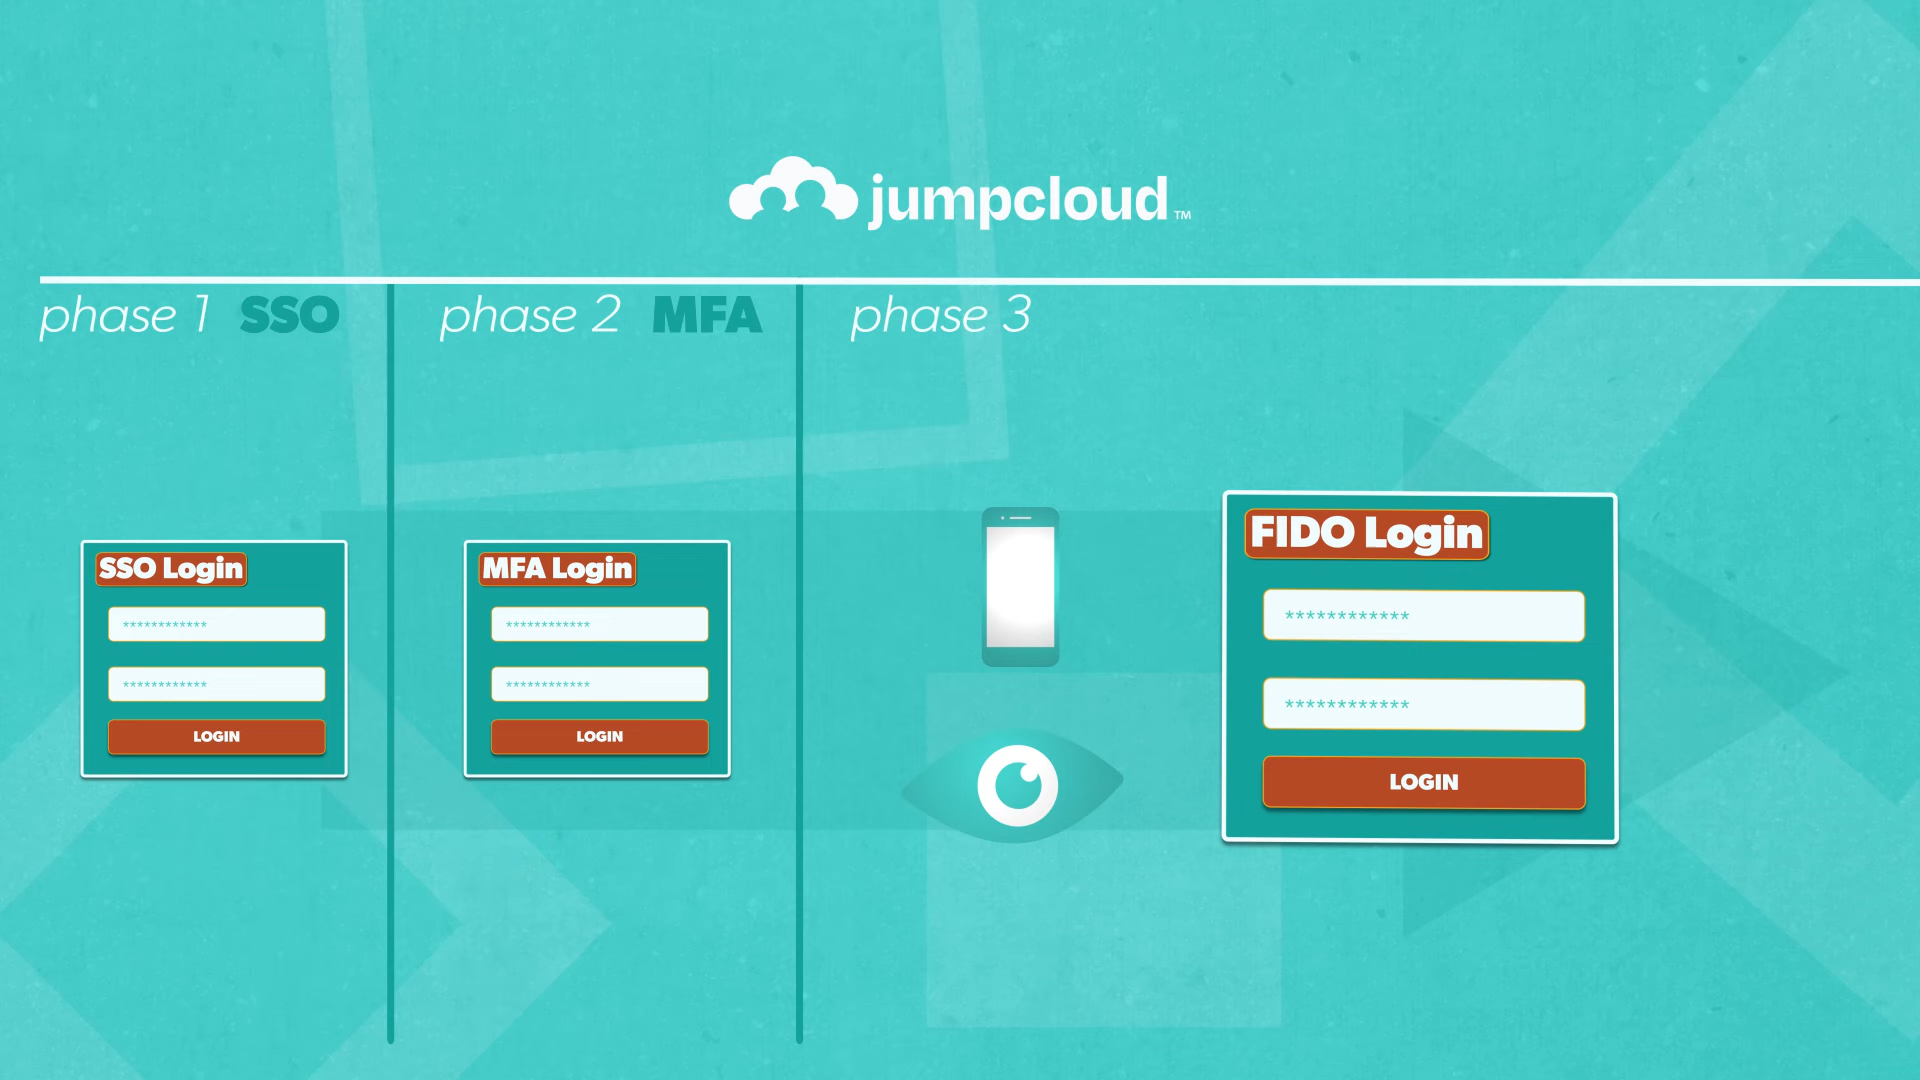 jumpcloud™
phase 1 SSO
phase 2 MFA
phase 3
SSO Login
************
************
LOGIN
MFA Login
************
************
LOGIN
FIDO Login
************
************
LOGIN